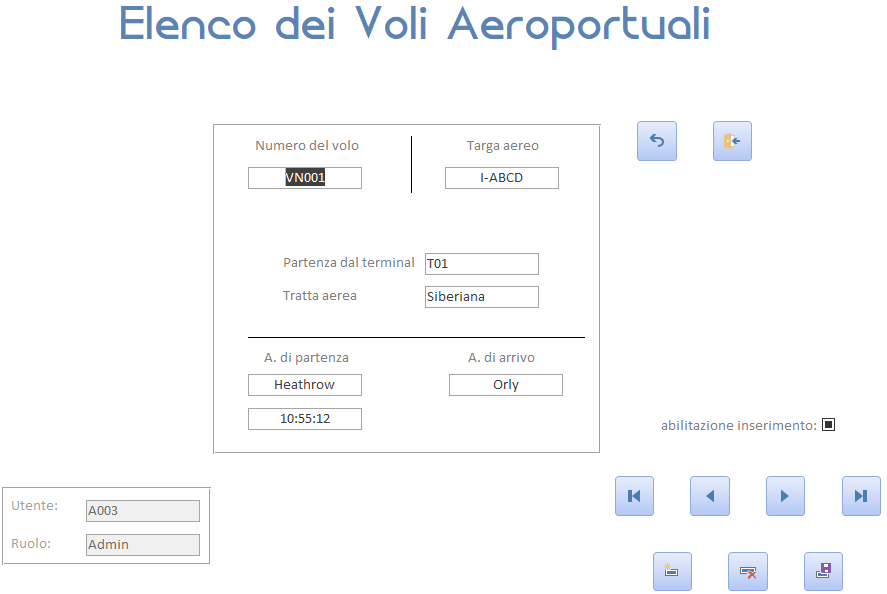 Elenco dei Voli Aeroportuali
Numero del volo
Targa aereo
VN001
I-ABCD
Partenza dal terminal
T01
Tratta aerea
Siberiana
A. di partenza
A. di arrivo
Heathrow
Orly
10:55:12
abilitazione inserimento:
Utente:
A003
Ruolo:
Admin